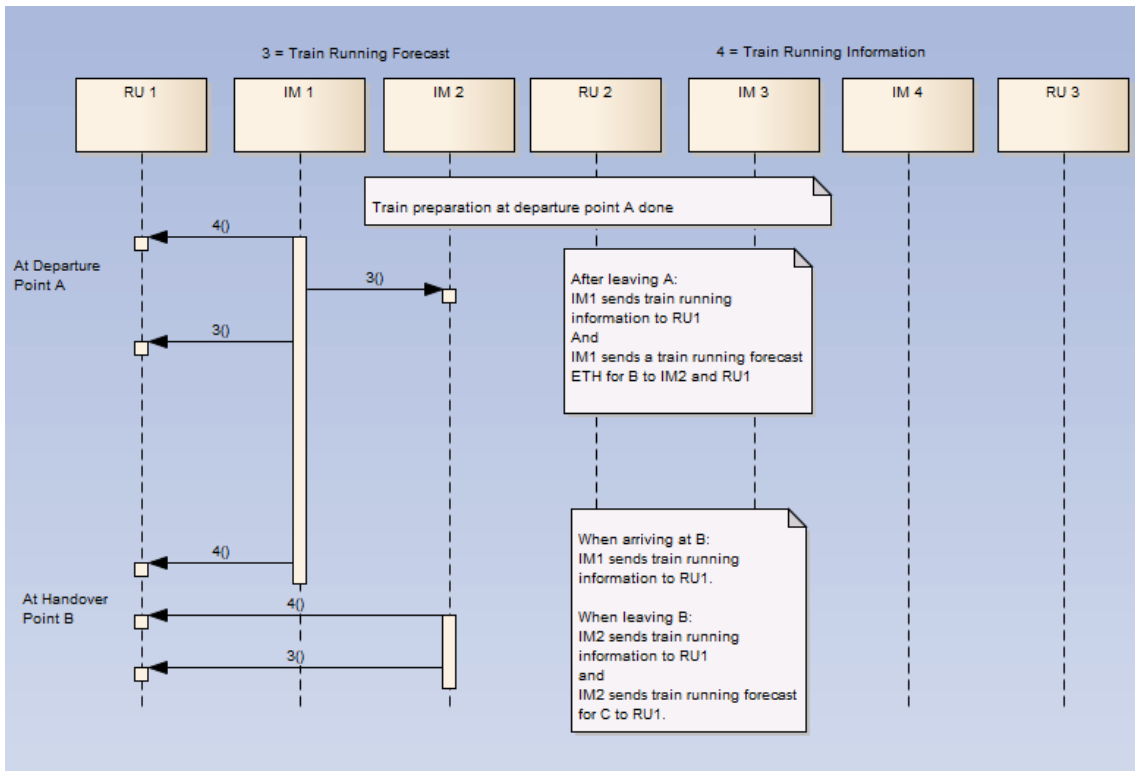 3 = Train Running Forecast
4 = Train Running Information
RU 1
IM 1
IM 2
RU 2
IM 3
IM 4
RU 3
Train preparation at departure point A done
4()
At Departure
Point A
3()
3()
After leaving A:
IM1 sends train running
information to RU1
And
IM1 sends a train running forecast
ETH for B to IM2 and RU1
4()
At Handover
Point B
4()
3()
When arriving at B:
IM1 sends train running
information to RU1.
When leaving B:
IM2 sends train running
information to RU1
and
IM2 sends train running forecast
for C to RU1.